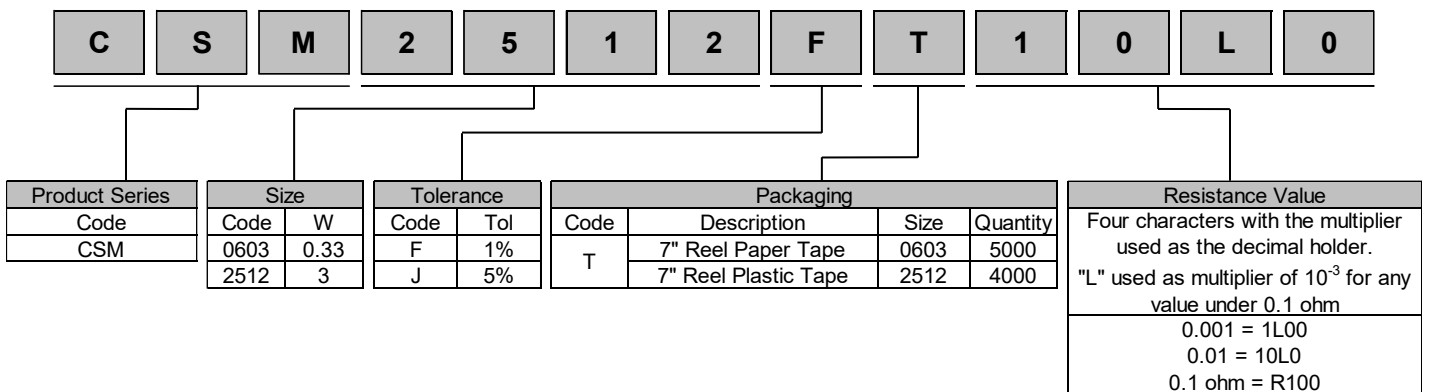 C S M 2 5 1 2 F T 1 0 L 0
Product Series
Code
CSM
Size
Code W
0603 0.33
2512 3
Tolerance
Code Tol
F 1%
J 5%
Packaging
Code Description Size Quantity
T
7" Reel Paper Tape 0603 5000
7" Reel Plastic Tape 2512 4000
Resistance Value
Four characters with the multiplier
used as the decimal holder.
"L" used as multiplier of 10⁻³ for any
value under 0.1 ohm
0.001 = 1L00
0.01 = 10L0
0.1 ohm = R100